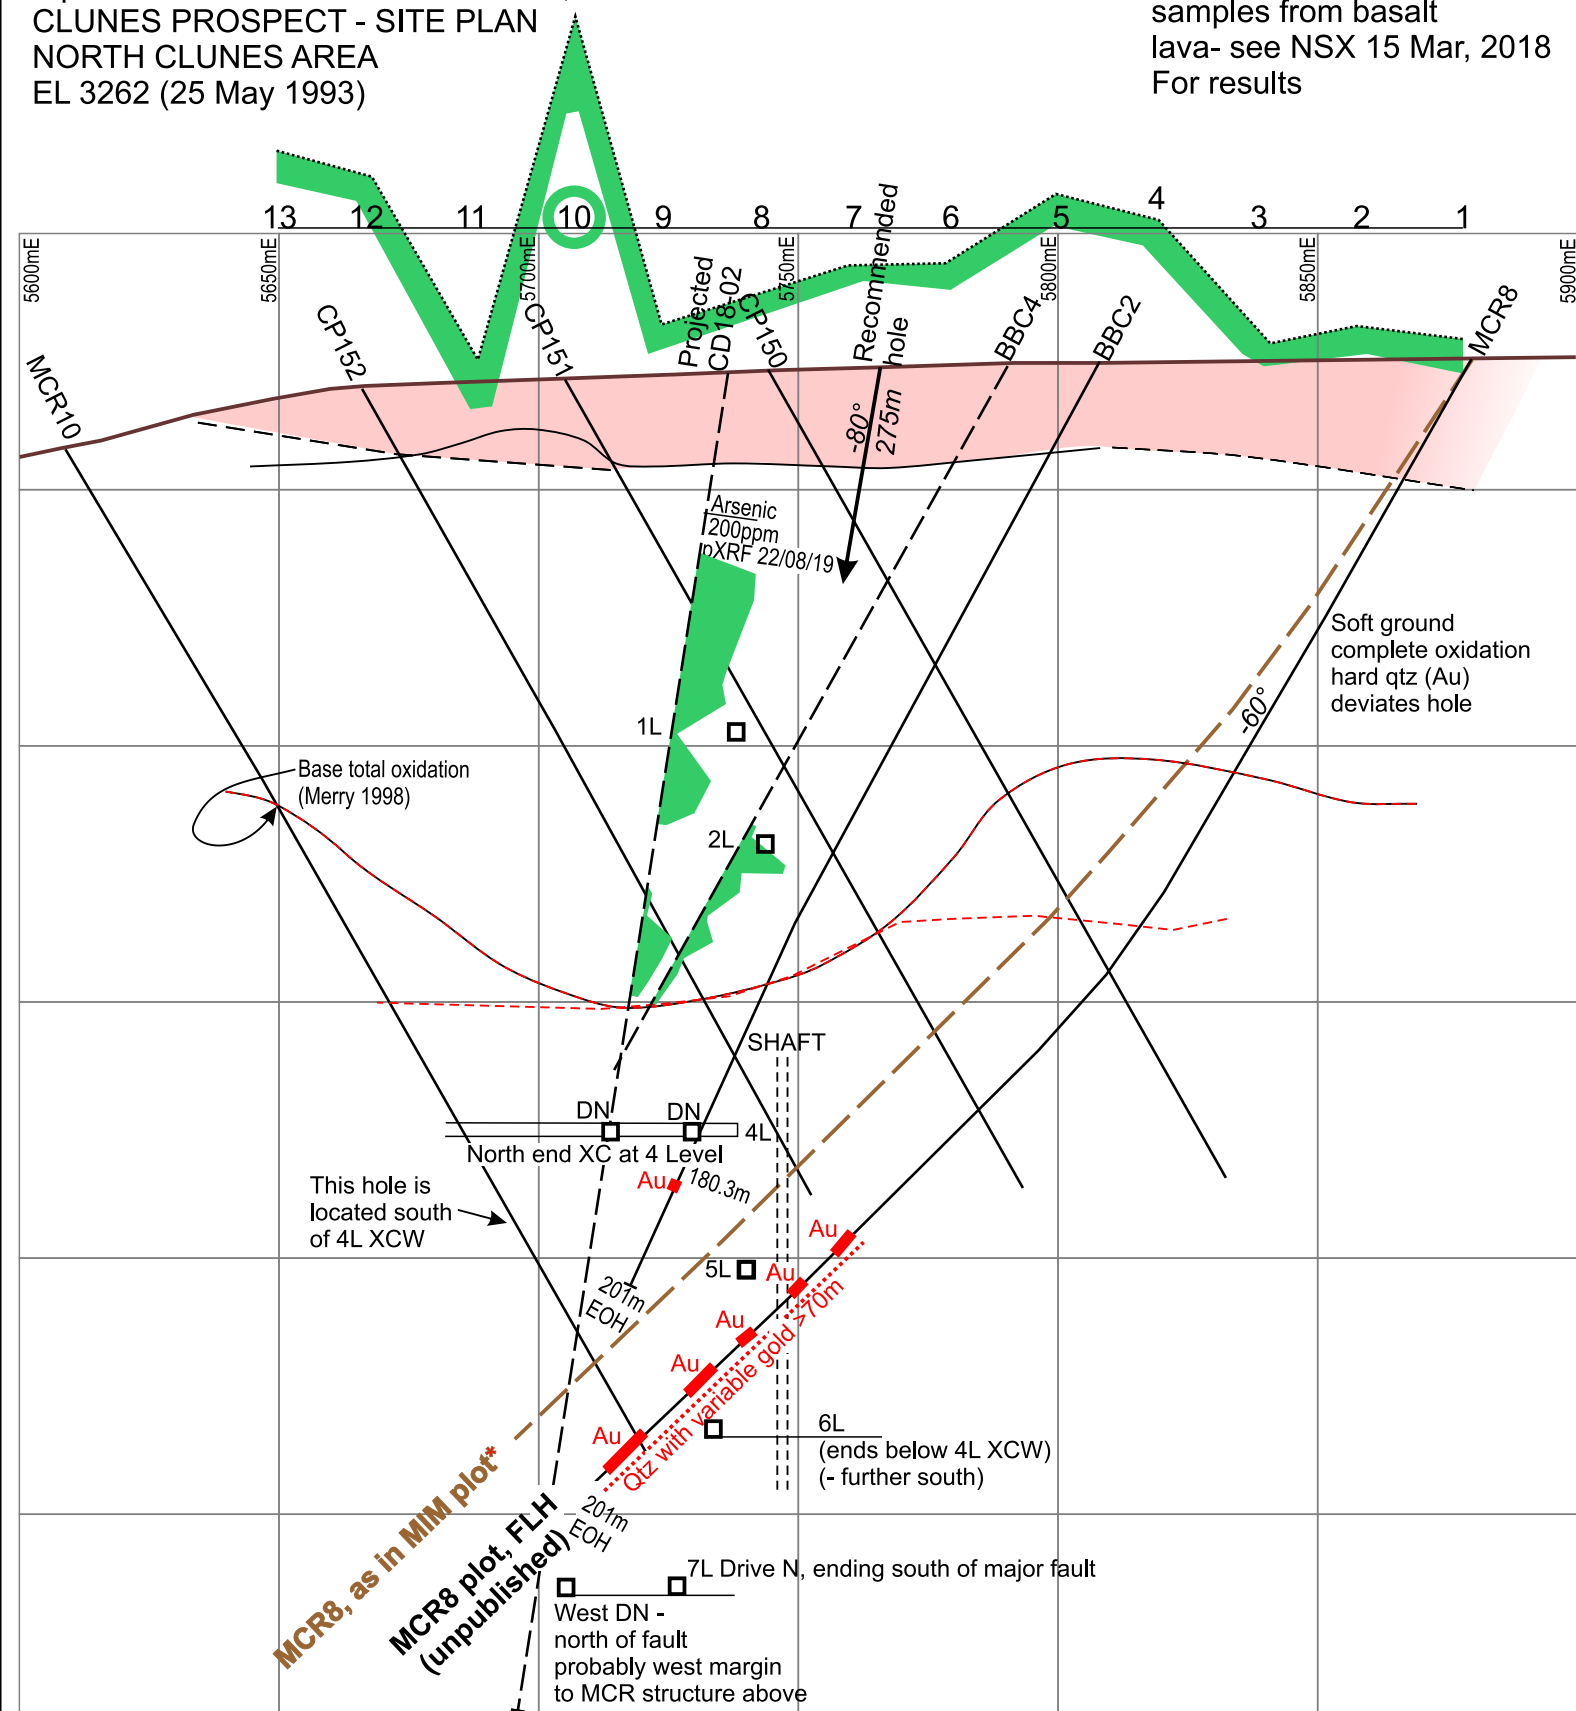 CLUNES PROSPECT - SITE PLAN
NORTH CLUNES AREA
EL 3262 (25 May 1993)
samples from basalt
lava- see NSX 15 Mar, 2018
For results
13 12 11 10 9 8 7 6 5 4 3 2 1
5600mE
5650mE
5700mE
5750mE
5800mE
5850mE
5900mE
MCR10
CP152
CP151
Projected
CD18-02
CP150
Recommended
hole
BBC4
BBC2
MCR8
-80°
275m
Arsenic
200ppm
pXRF 22/08/19
Soft ground
complete oxidation
hard qtz (Au)
deviates hole
-60°
1L
Base total oxidation
(Merry 1998)
2L
SHAFT
DN
DN
4L
North end XC at 4 Level
Au
180.3m
This hole is
located south
of 4L XCW
Au
5L
Au
201m
EOH
Au
Au
Au
Qtz with variable gold >70m
6L
(ends below 4L XCW)
(- further south)
201m
EOH
MCR8, as in MIM plot*
MCR8 plot, FLH
(unpublished)
7L Drive N, ending south of major fault
West DN -
north of fault
probably west margin
to MCR structure above